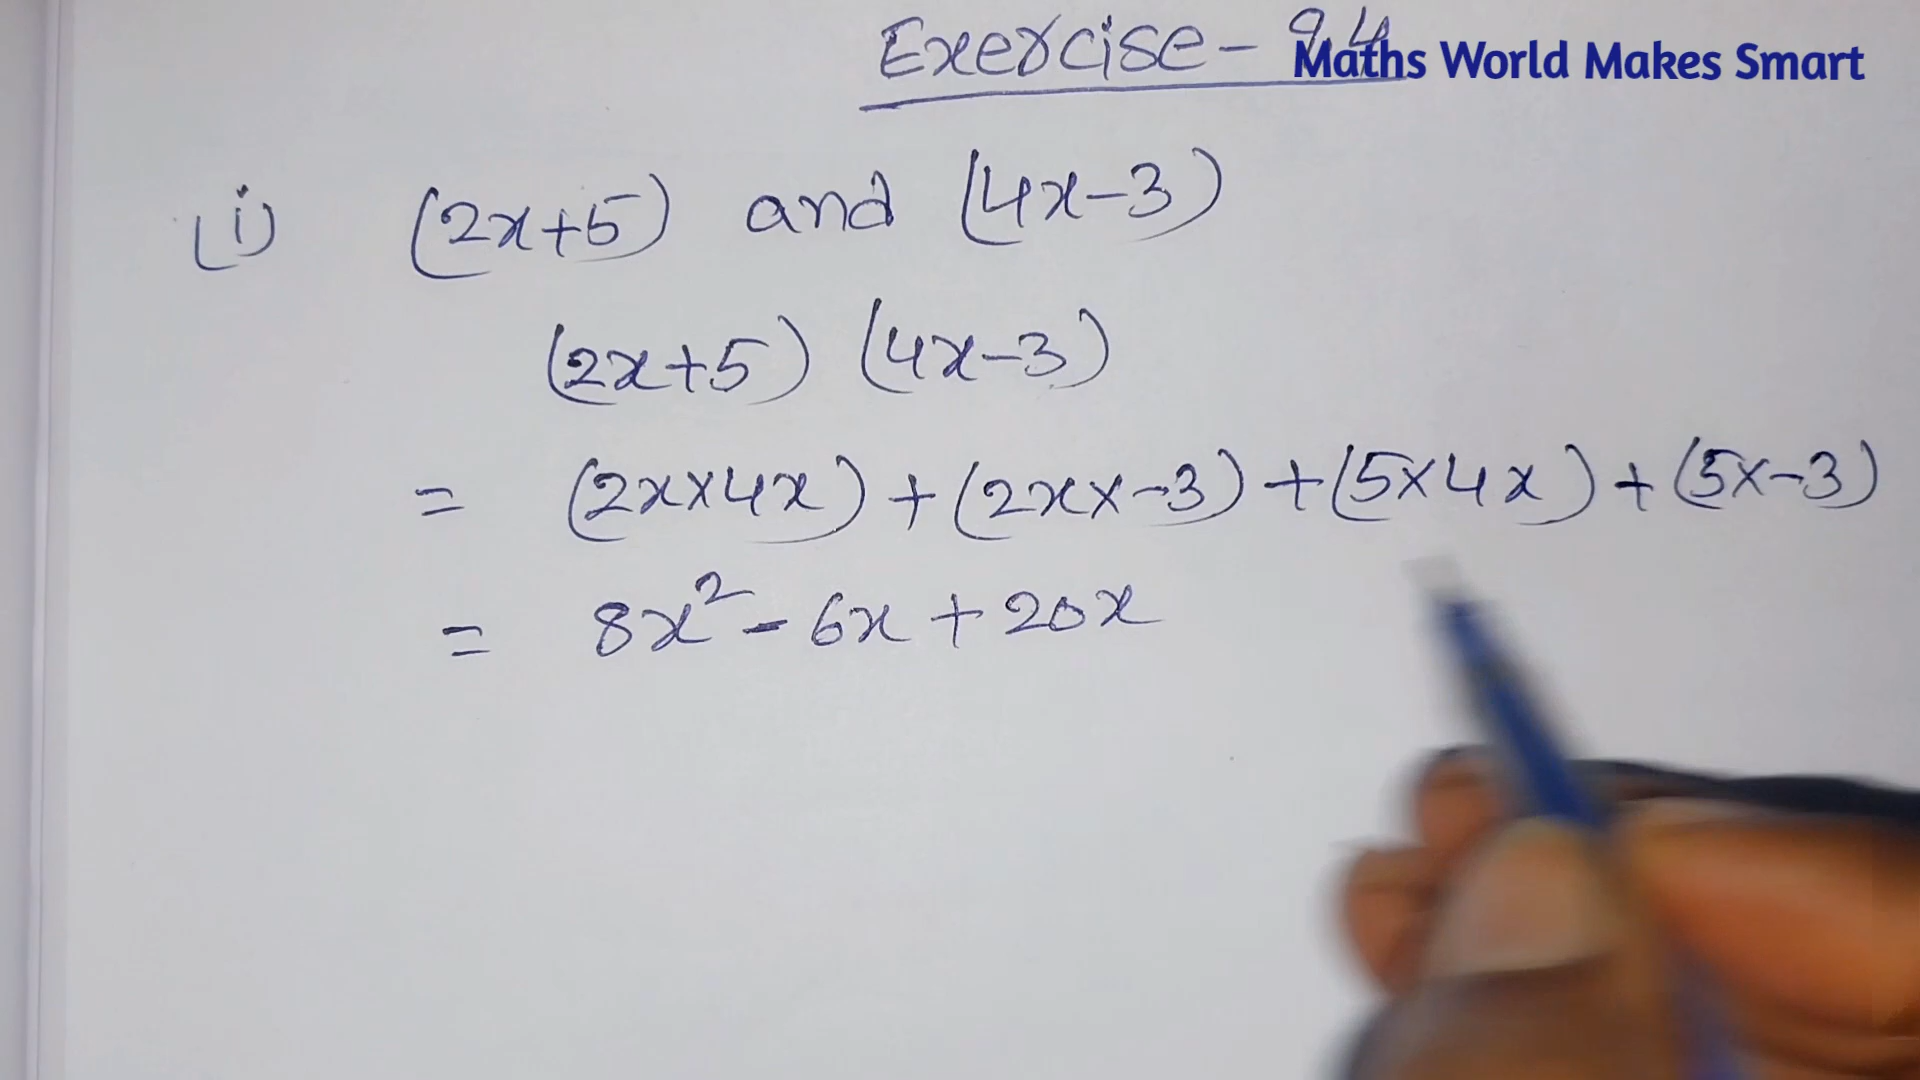 Exercise - 9.4
Maths World Makes Smart
(i) (2x+5) and (4x-3)
(2x+5) (4x-3)
= (2x×4x) + (2x×-3) + (5×4x) + (5×-3)
= 8x² - 6x + 20x